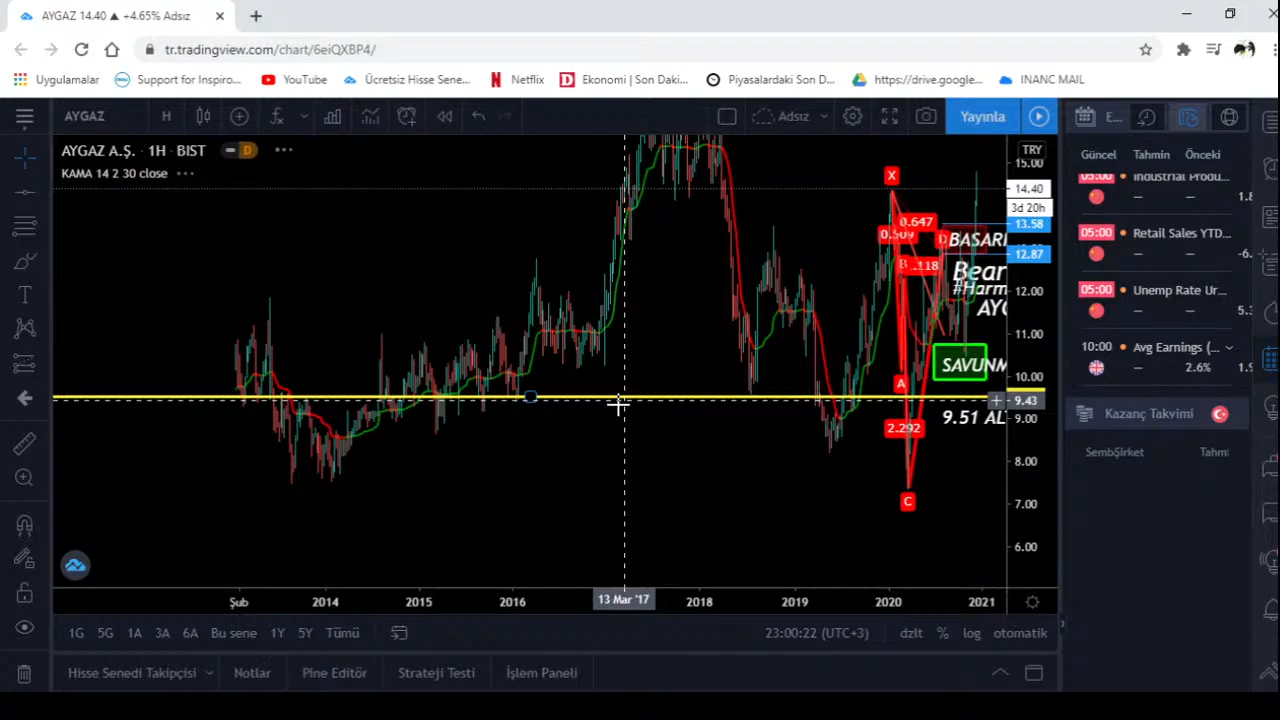 AYGAZ 14.40 ▲ +4.65% Adsız
tr.tradingview.com/chart/6eiQXBP4/
Uygulamalar Support for Inspiro... YouTube Ücretsiz Hisse Sene... Netflix Ekonomi | Son Daki... Piyasalardaki Son D... https://drive.google... INANC MAIL
AYGAZ H Adsız Yayınla E...
AYGAZ A.Ş. · 1H · BIST D
KAMA 14 2 30 close
TRY
15.00
14.40
3d 20h
13.58
12.87
12.00
11.00
10.00
9.43
9.00
8.00
7.00
6.00
X
0.647
0.509
D
BASARI
B
.118
Bear
#Harm
AYG
SAVUNM
A
9.51 ALT
2.292
C
Şub 2014 2015 2016 13 Mar '17 2018 2019 2020 2021
1G 5G 1A 3A 6A Bu sene 1Y 5Y Tümü 23:00:22 (UTC+3) dzlt % log otomatik
Hisse Senedi Takipçisi Notlar Pine Editör Strateji Testi İşlem Paneli
Güncel Tahmin Önceki
05:00 Industrial Produ...
— — 1.8
05:00 Retail Sales YTD...
— — -6.
05:00 Unemp Rate Ur...
— — 5.3
10:00 Avg Earnings (...
— 2.6% 1.9
Kazanç Takvimi
SembŞirket Tahmi